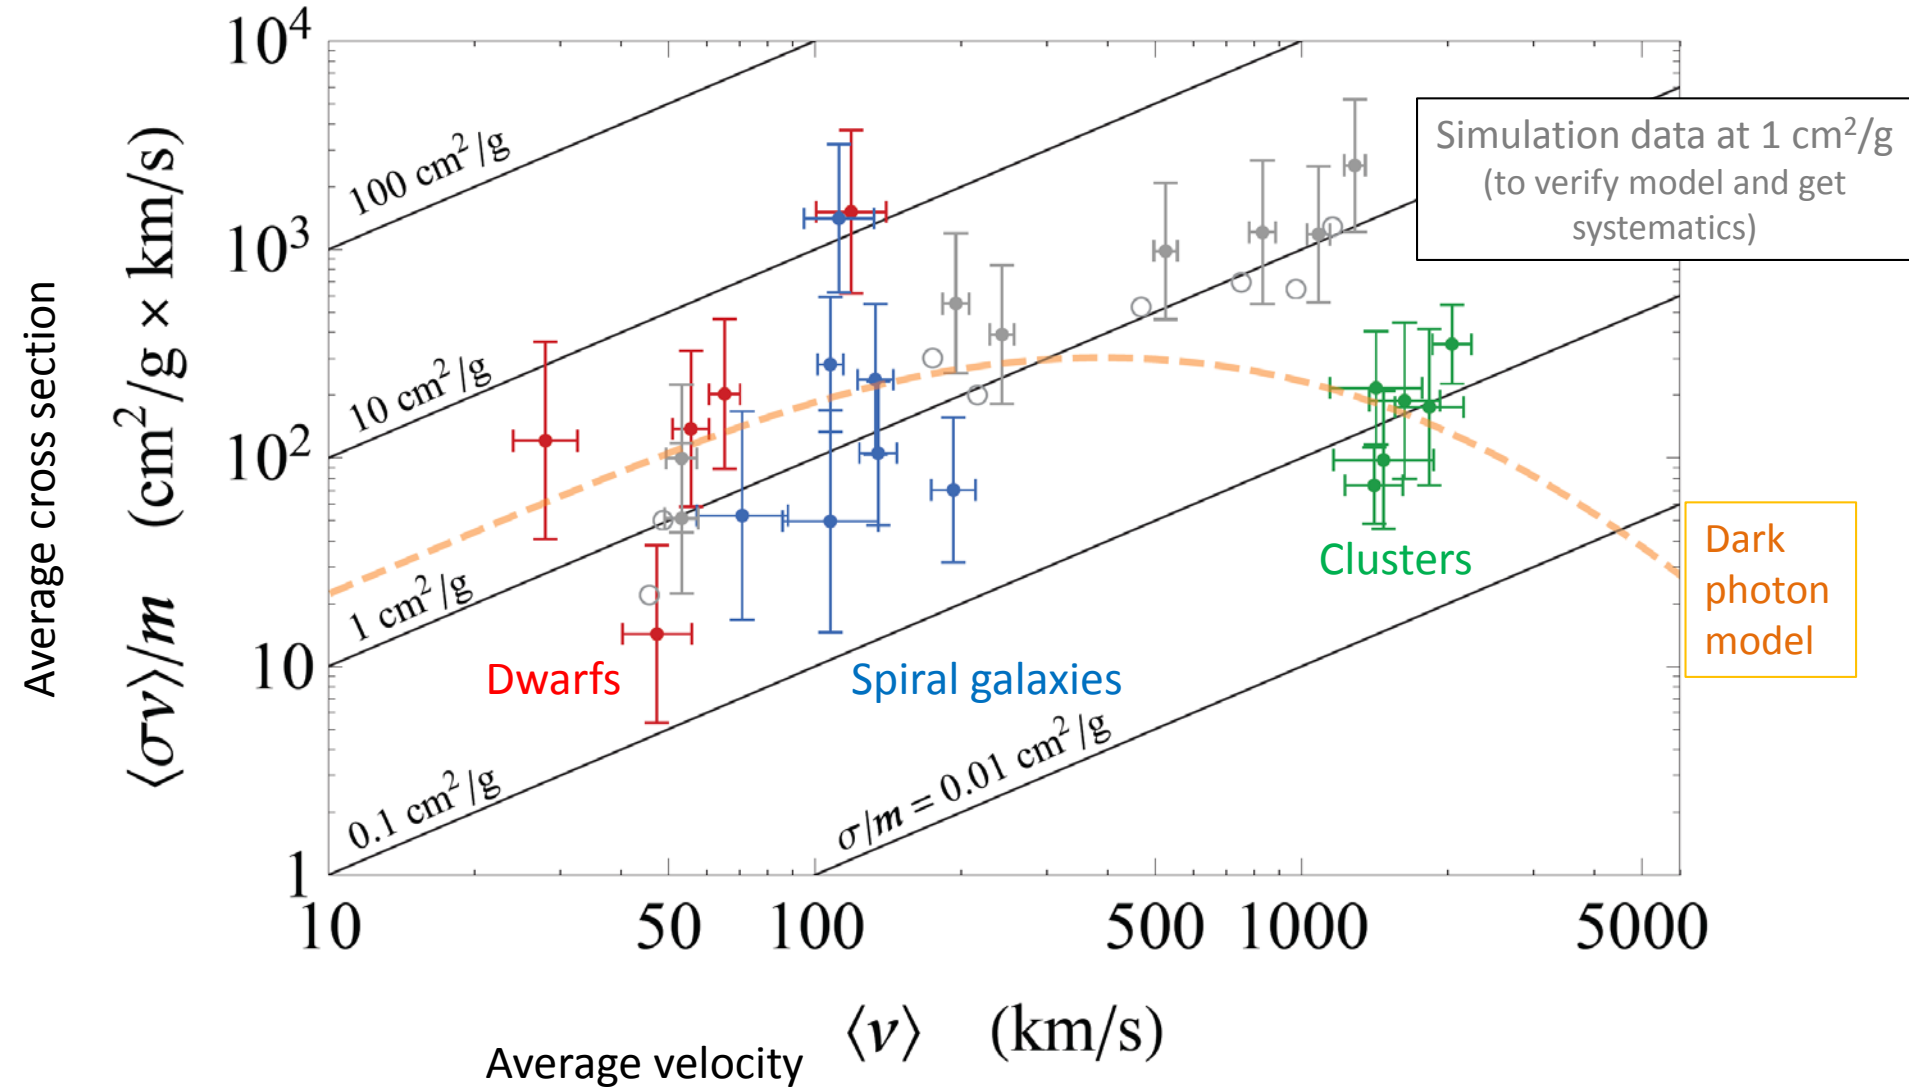 10⁴
10³
10²
10
1
10
50
100
500
1000
5000
Average cross section
⟨σv⟩/m (cm²/g × km/s)
100 cm²/g
10 cm²/g
1 cm²/g
0.1 cm²/g
σ/m = 0.01 cm²/g
Simulation data at 1 cm²/g
(to verify model and get
systematics)
Dwarfs
Spiral galaxies
Clusters
Dark
photon
model
⟨v⟩ (km/s)
Average velocity